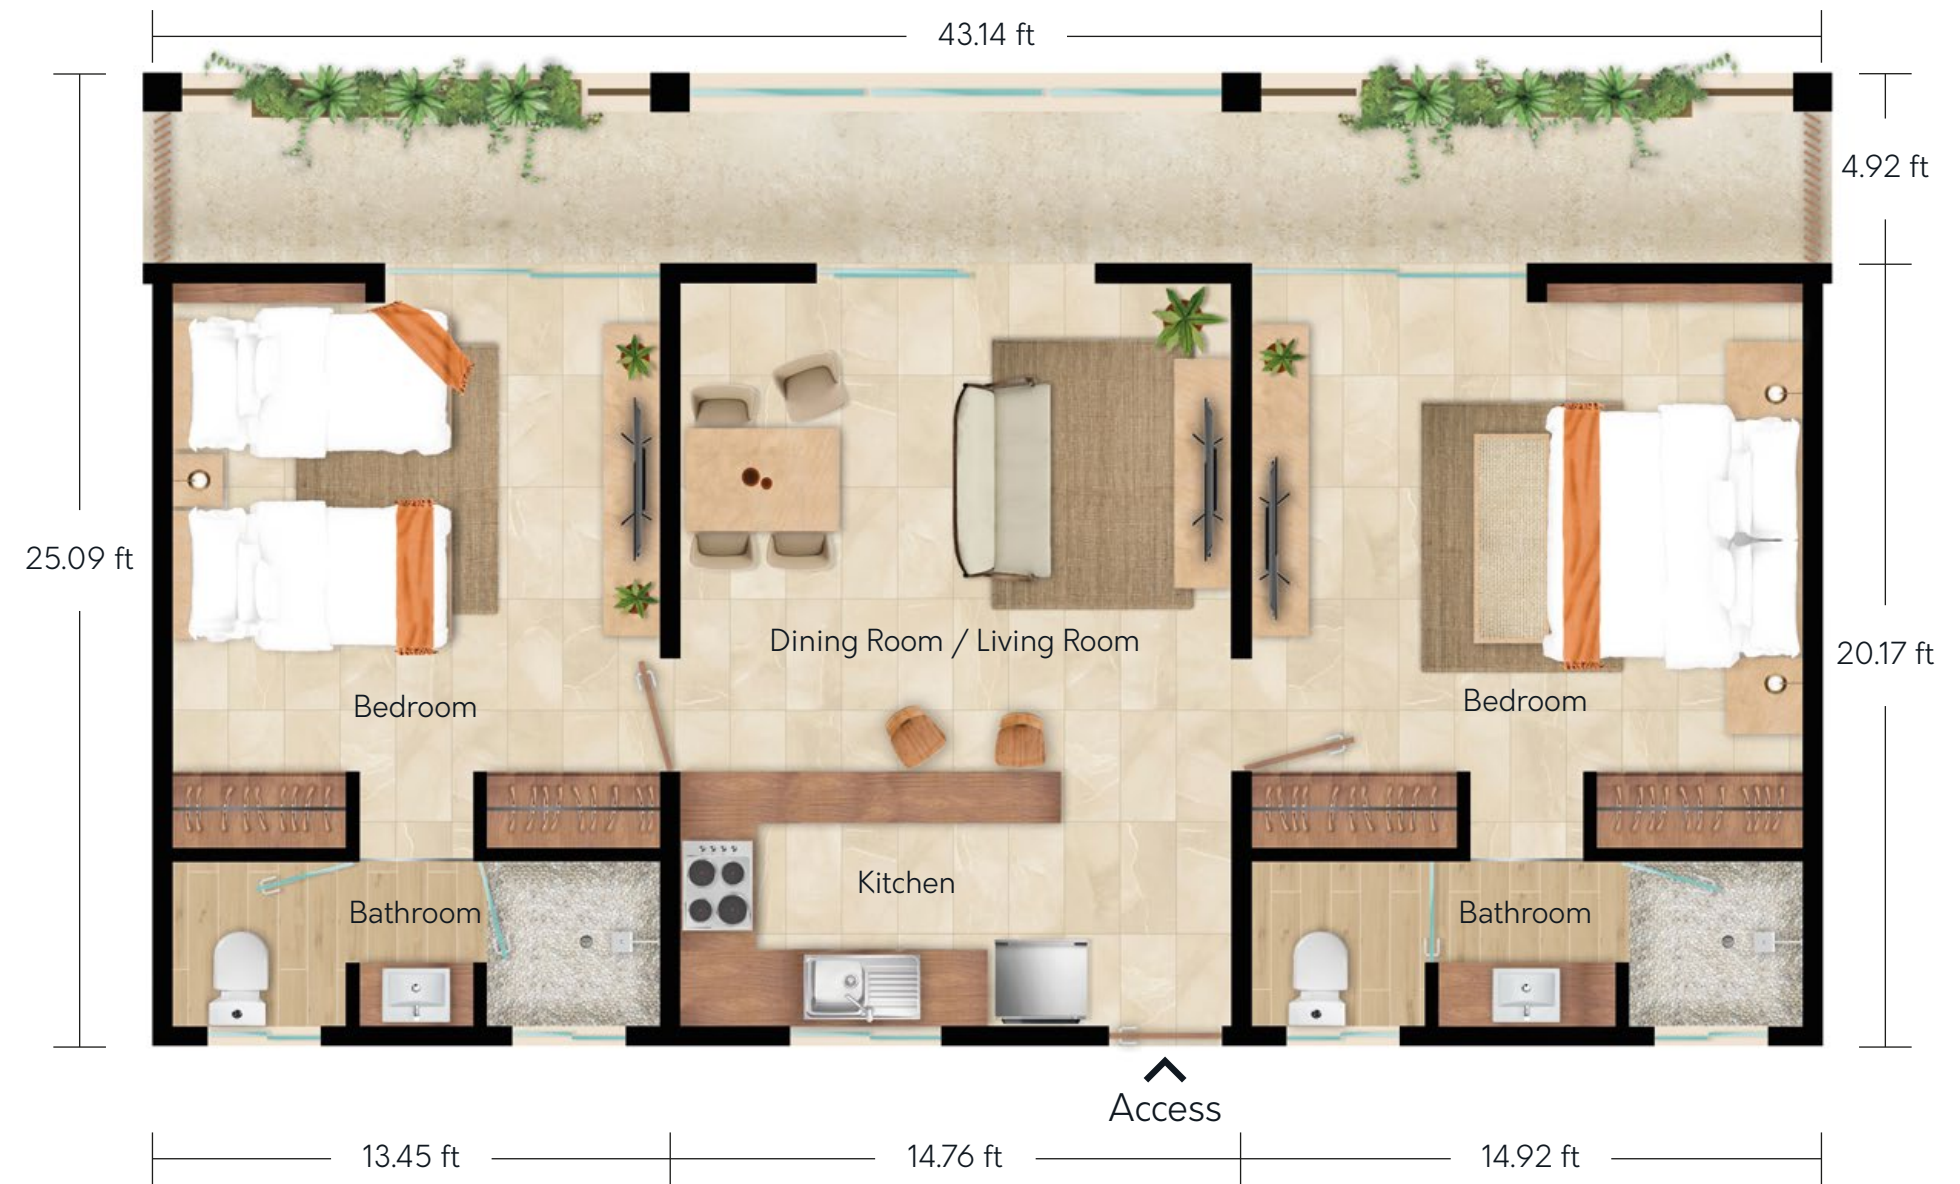 43.14 ft
4.92 ft
25.09 ft
Dining Room / Living Room
20.17 ft
Bedroom
Bedroom
Kitchen
Bathroom
Bathroom
Access
13.45 ft
14.76 ft
14.92 ft